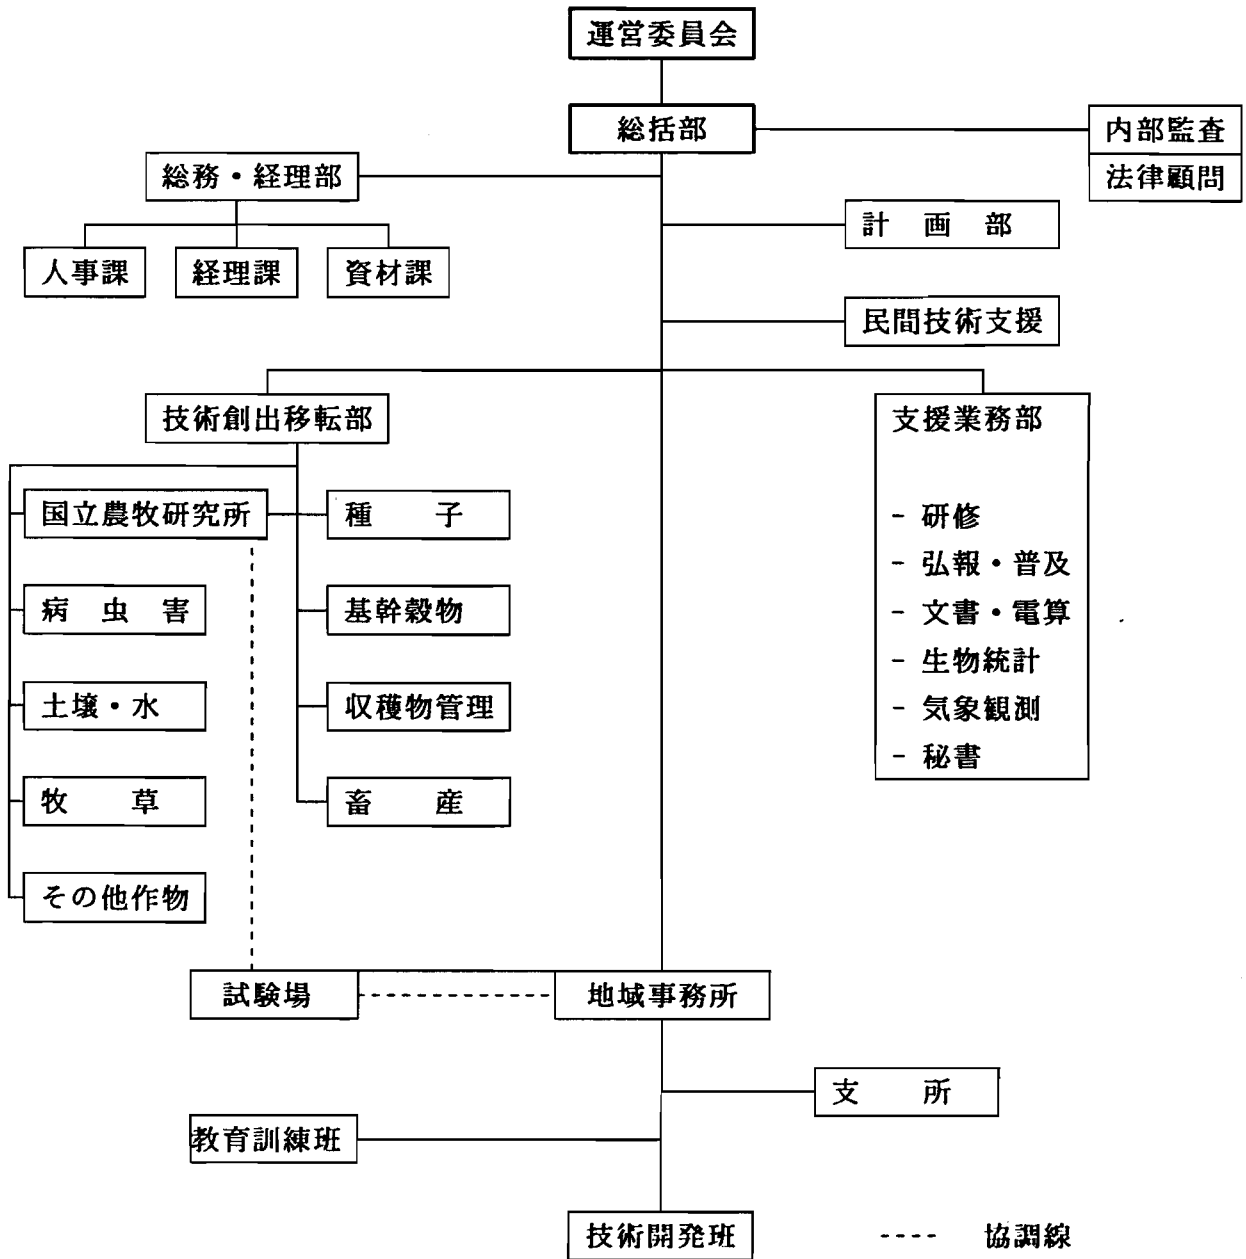 運営委員会
総括部
内部監査
法律顧問
総務・経理部
計　画　部
人事課
経理課
資材課
民間技術支援
技術創出移転部
支援業務部
国立農牧研究所
種　　子
- 研修
- 弘報・普及
病　虫　害
基幹穀物
- 文書・電算
- 生物統計
土壌・水
収穫物管理
- 気象観測
- 秘書
牧　　草
畜　　産
その他作物
試験場
地域事務所
支　　所
教育訓練班
技術開発班
---- 協調線